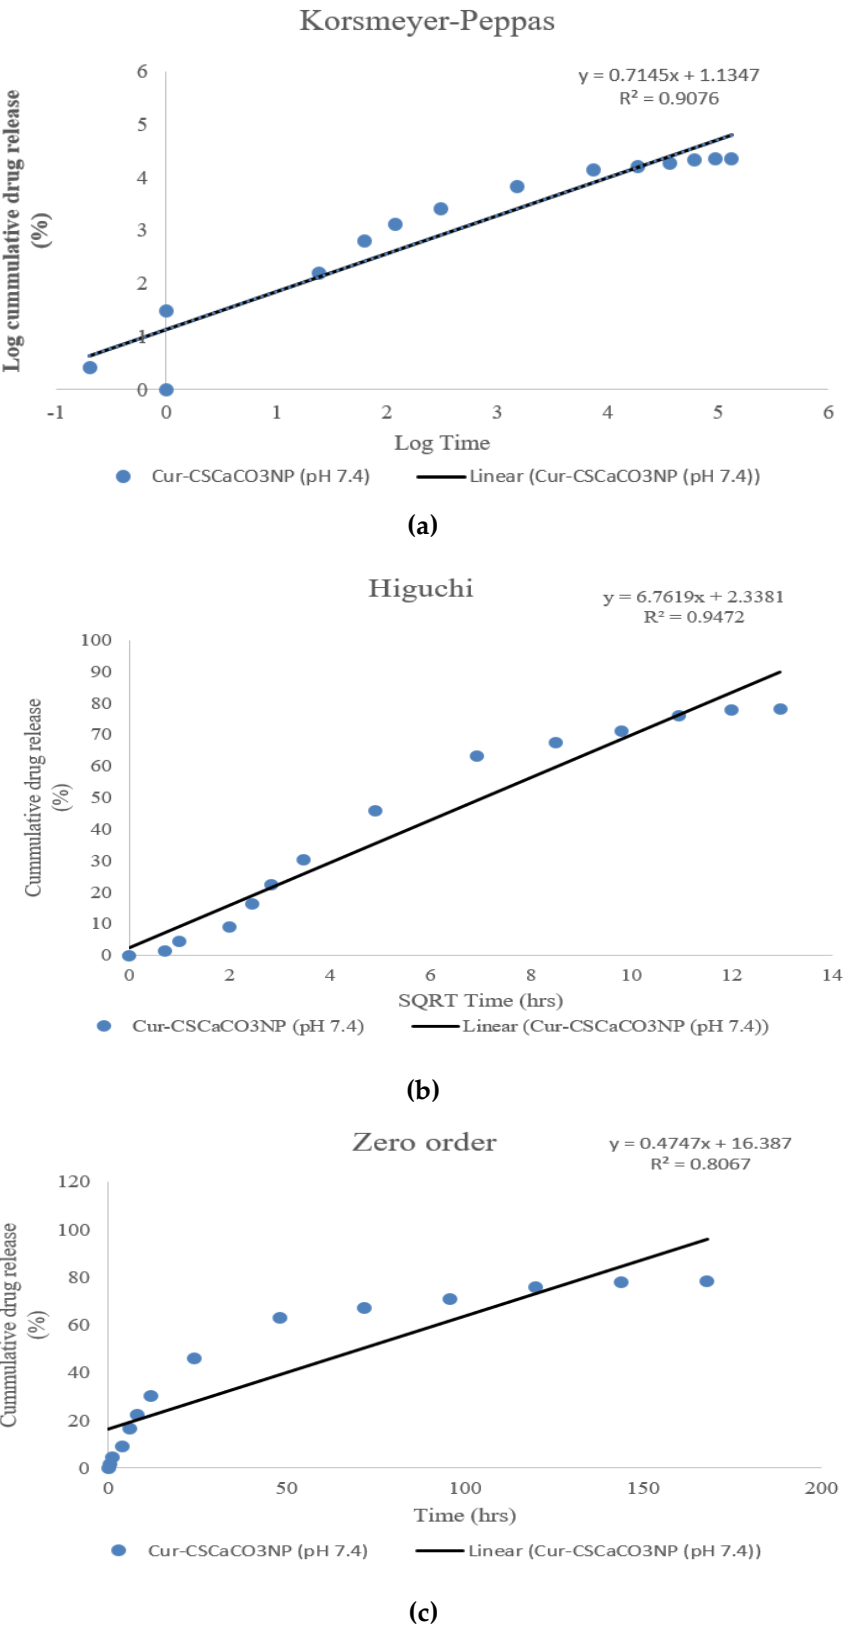 Korsmeyer-Peppas
y = 0.7145x + 1.1347
R² = 0.9076
Log cummulative drug release
(%)
6
5
4
3
2
1
0
-1 0 1 2 3 4 5 6
Log Time
Cur-CSCaCO3NP (pH 7.4) Linear (Cur-CSCaCO3NP (pH 7.4))
(a)
Higuchi
y = 6.7619x + 2.3381
R² = 0.9472
Cummulative drug release
(%)
100
90
80
70
60
50
40
30
20
10
0
0 2 4 6 8 10 12 14
SQRT Time (hrs)
Cur-CSCaCO3NP (pH 7.4) Linear (Cur-CSCaCO3NP (pH 7.4))
(b)
Zero order
y = 0.4747x + 16.387
R² = 0.8067
Cummulative drug release
(%)
120
100
80
60
40
20
0
0 50 100 150 200
Time (hrs)
Cur-CSCaCO3NP (pH 7.4) Linear (Cur-CSCaCO3NP (pH 7.4))
(c)